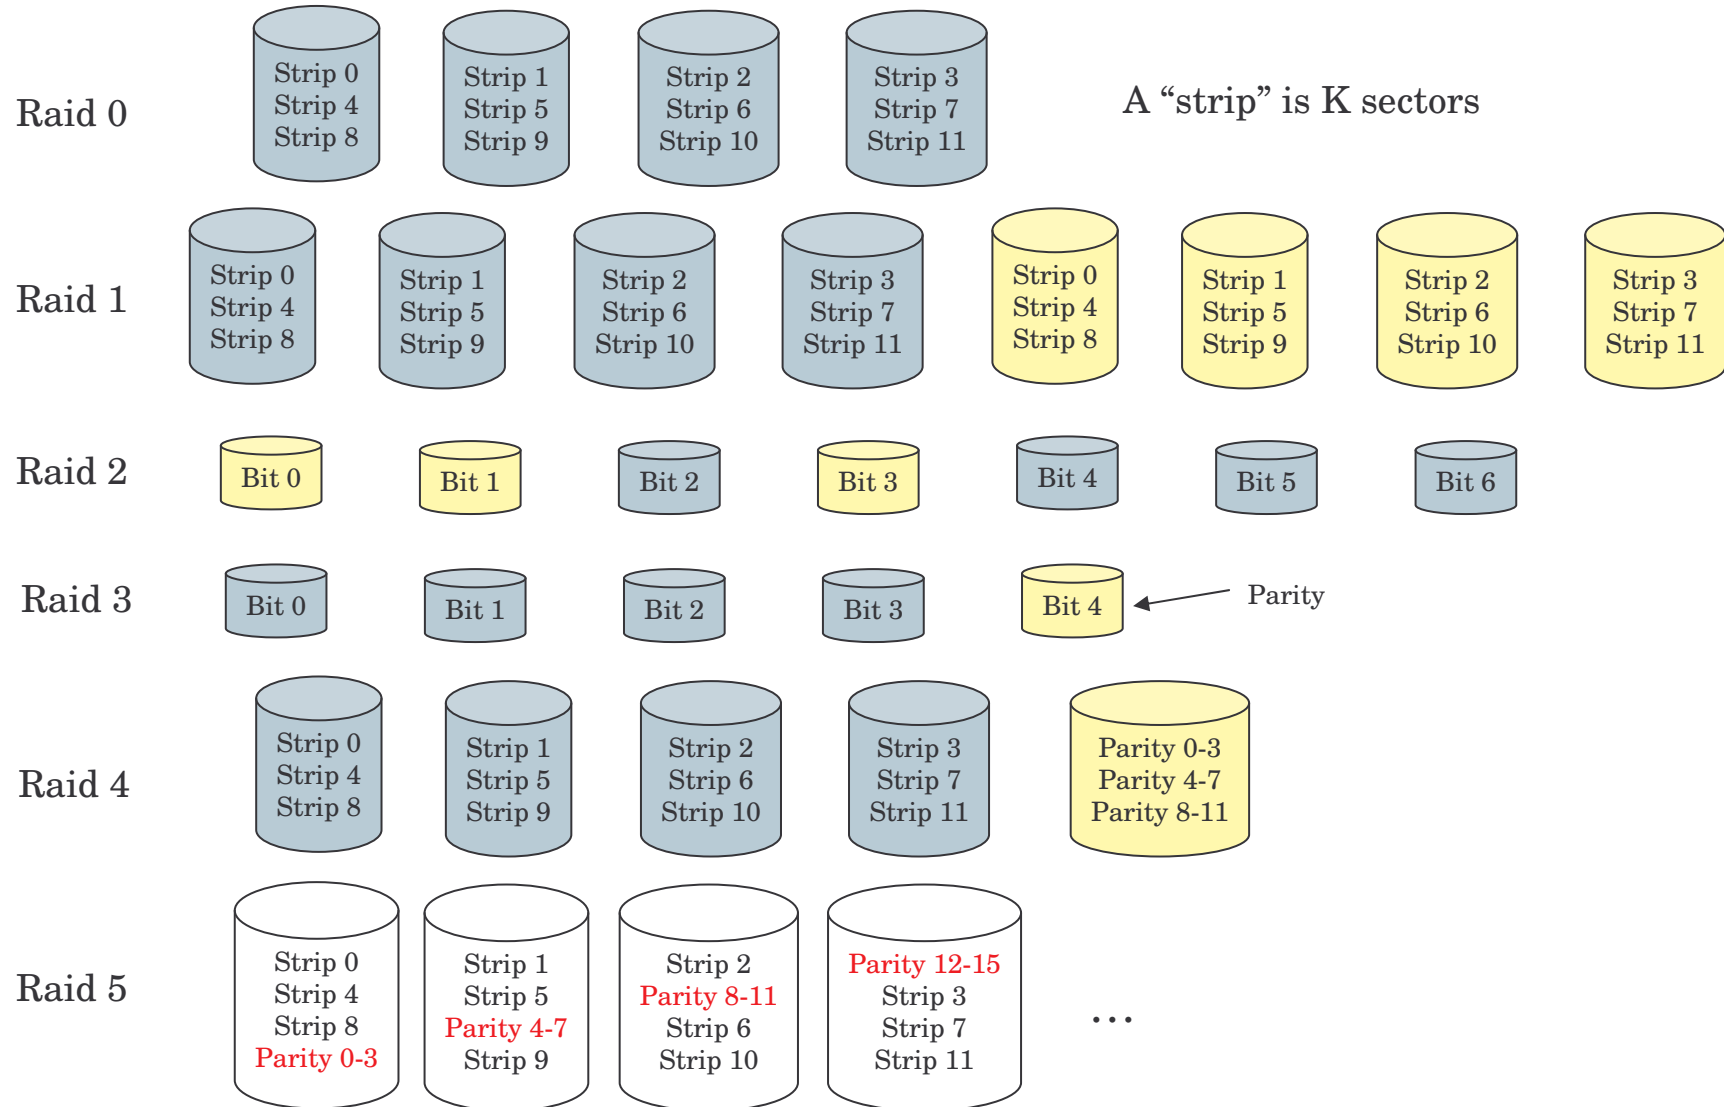 Raid 0
Strip 0
Strip 4
Strip 8
Strip 1
Strip 5
Strip 9
Strip 2
Strip 6
Strip 10
Strip 3
Strip 7
Strip 11
A “strip” is K sectors
Raid 1
Strip 0
Strip 4
Strip 8
Strip 1
Strip 5
Strip 9
Strip 2
Strip 6
Strip 10
Strip 3
Strip 7
Strip 11
Strip 0
Strip 4
Strip 8
Strip 1
Strip 5
Strip 9
Strip 2
Strip 6
Strip 10
Strip 3
Strip 7
Strip 11
Raid 2
Bit 0
Bit 1
Bit 2
Bit 3
Bit 4
Bit 5
Bit 6
Raid 3
Bit 0
Bit 1
Bit 2
Bit 3
Bit 4
Parity
Raid 4
Strip 0
Strip 4
Strip 8
Strip 1
Strip 5
Strip 9
Strip 2
Strip 6
Strip 10
Strip 3
Strip 7
Strip 11
Parity 0-3
Parity 4-7
Parity 8-11
Raid 5
Strip 0
Strip 4
Strip 8
Parity 0-3
Strip 1
Strip 5
Parity 4-7
Strip 9
Strip 2
Parity 8-11
Strip 6
Strip 10
Parity 12-15
Strip 3
Strip 7
Strip 11
...